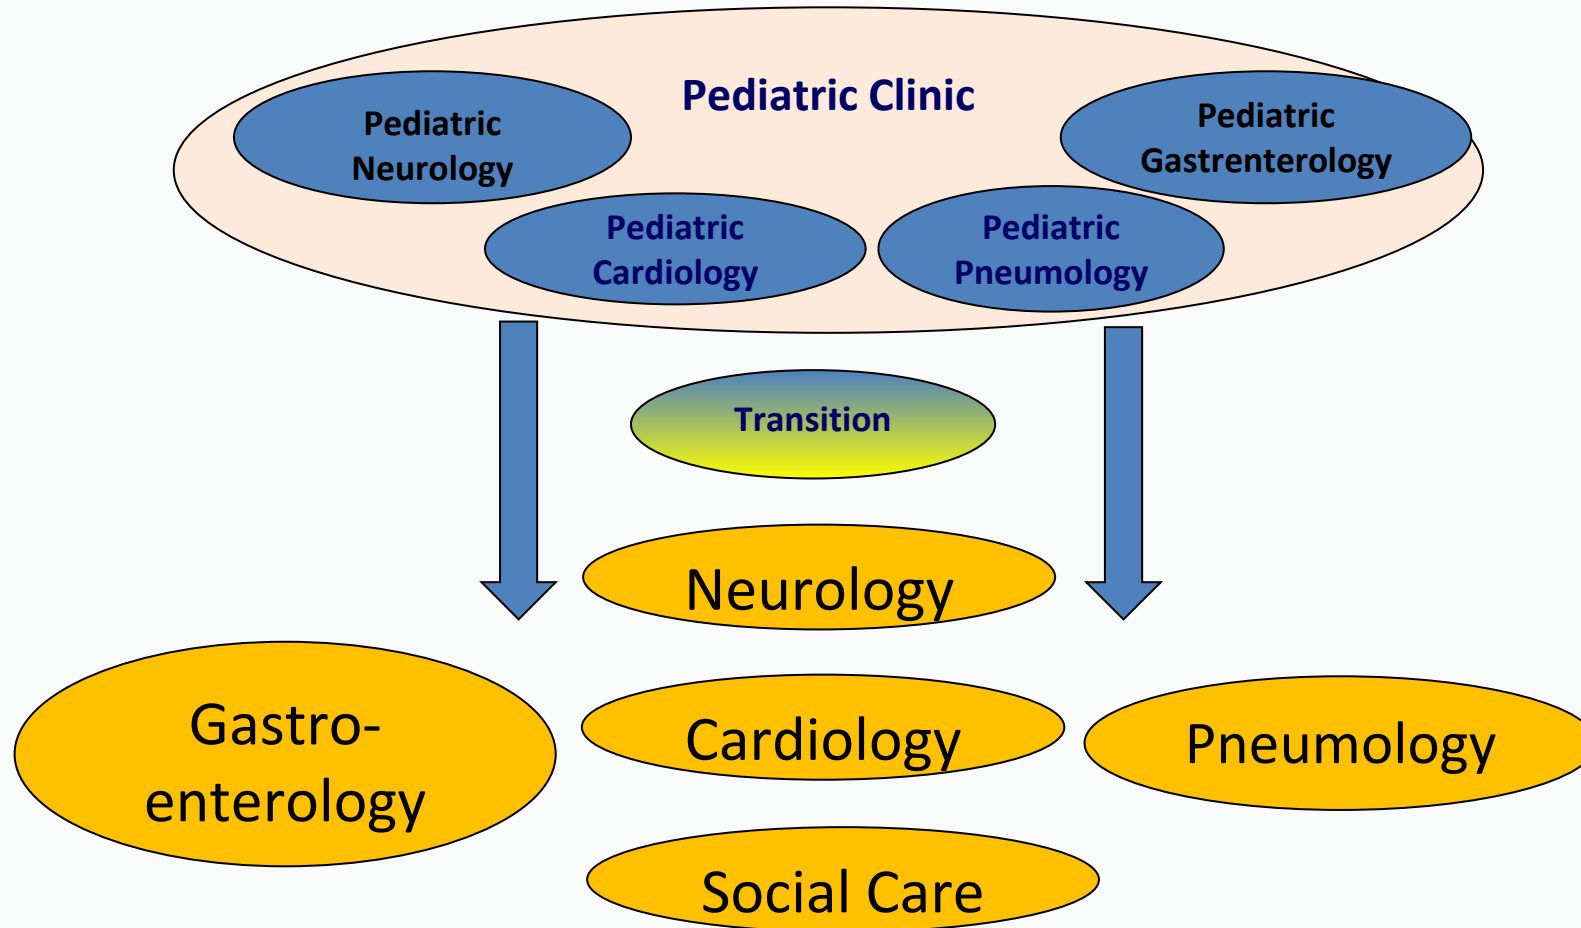 Pediatric Clinic
Pediatric
Neurology
Pediatric
Gastrenterology
Pediatric
Cardiology
Pediatric
Pneumology
Transition
Neurology
Gastro-
enterology
Cardiology
Pneumology
Social Care